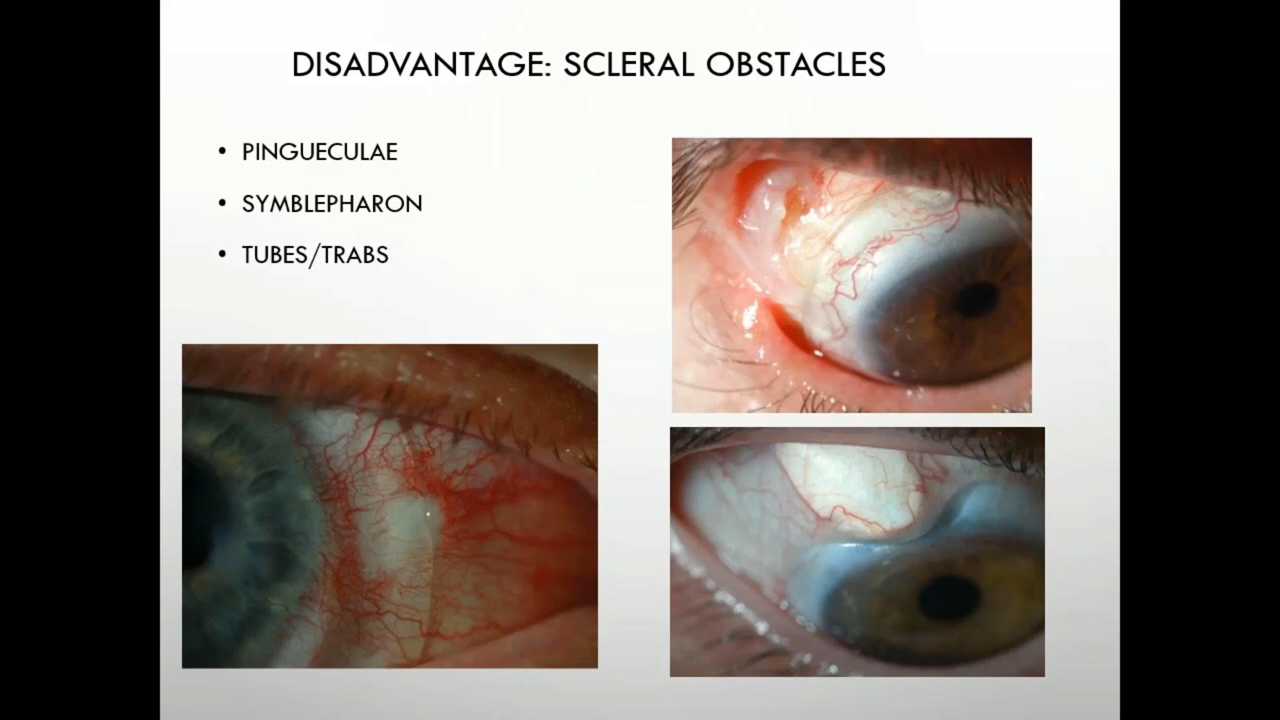 DISADVANTAGE: SCLERAL OBSTACLES
• PINGUECULAE
• SYMBLEPHARON
• TUBES/TRABS